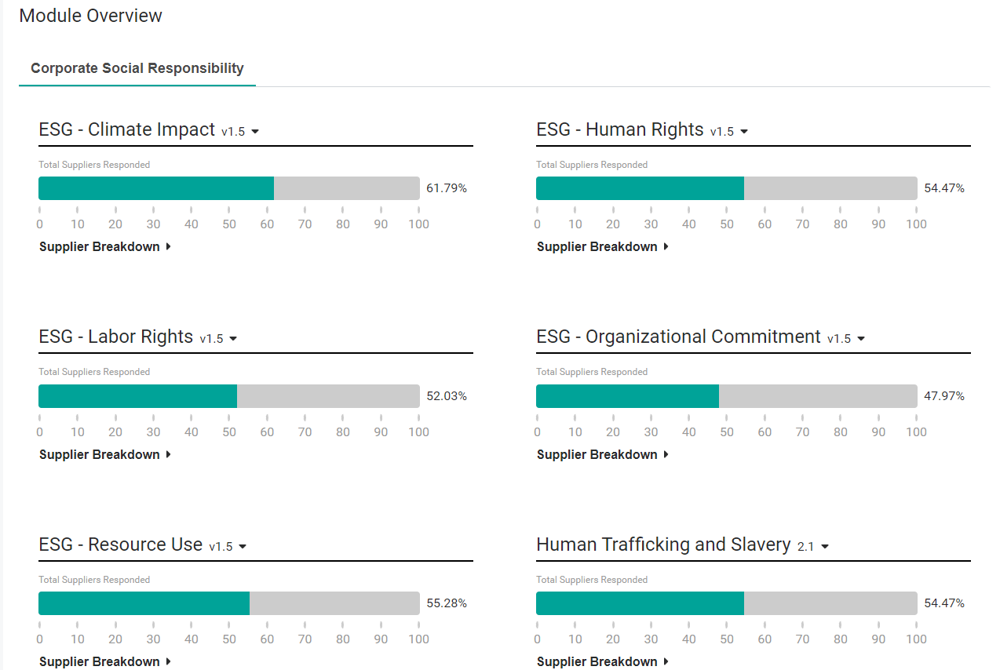 Module Overview
Corporate Social Responsibility
ESG - Climate Impact v1.5
Total Suppliers Responded
61.79%
0 10 20 30 40 50 60 70 80 90 100
Supplier Breakdown
ESG - Human Rights v1.5
Total Suppliers Responded
54.47%
0 10 20 30 40 50 60 70 80 90 100
Supplier Breakdown
ESG - Labor Rights v1.5
Total Suppliers Responded
52.03%
0 10 20 30 40 50 60 70 80 90 100
Supplier Breakdown
ESG - Organizational Commitment v1.5
Total Suppliers Responded
47.97%
0 10 20 30 40 50 60 70 80 90 100
Supplier Breakdown
ESG - Resource Use v1.5
Total Suppliers Responded
55.28%
0 10 20 30 40 50 60 70 80 90 100
Supplier Breakdown
Human Trafficking and Slavery 2.1
Total Suppliers Responded
54.47%
0 10 20 30 40 50 60 70 80 90 100
Supplier Breakdown